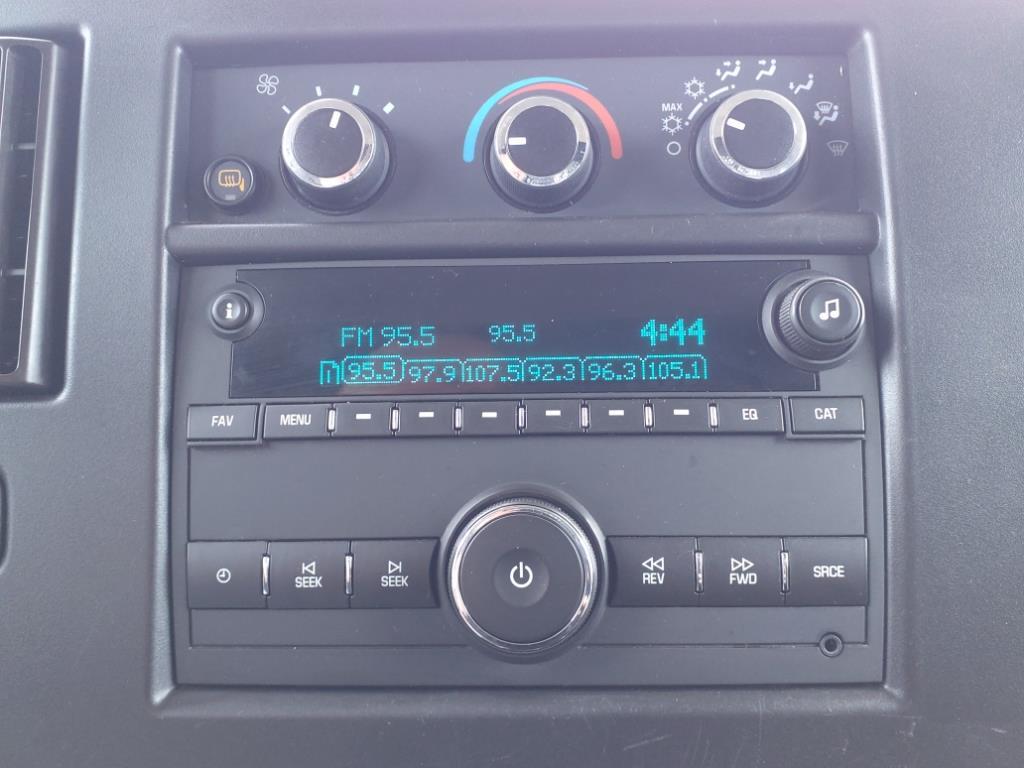 MAX
i
FM 95.5 95.5 4:44
95.5 97.9 107.5 92.3 96.3 105.1
FAV MENU EQ CAT
SEEK SEEK REV FWD SRCE